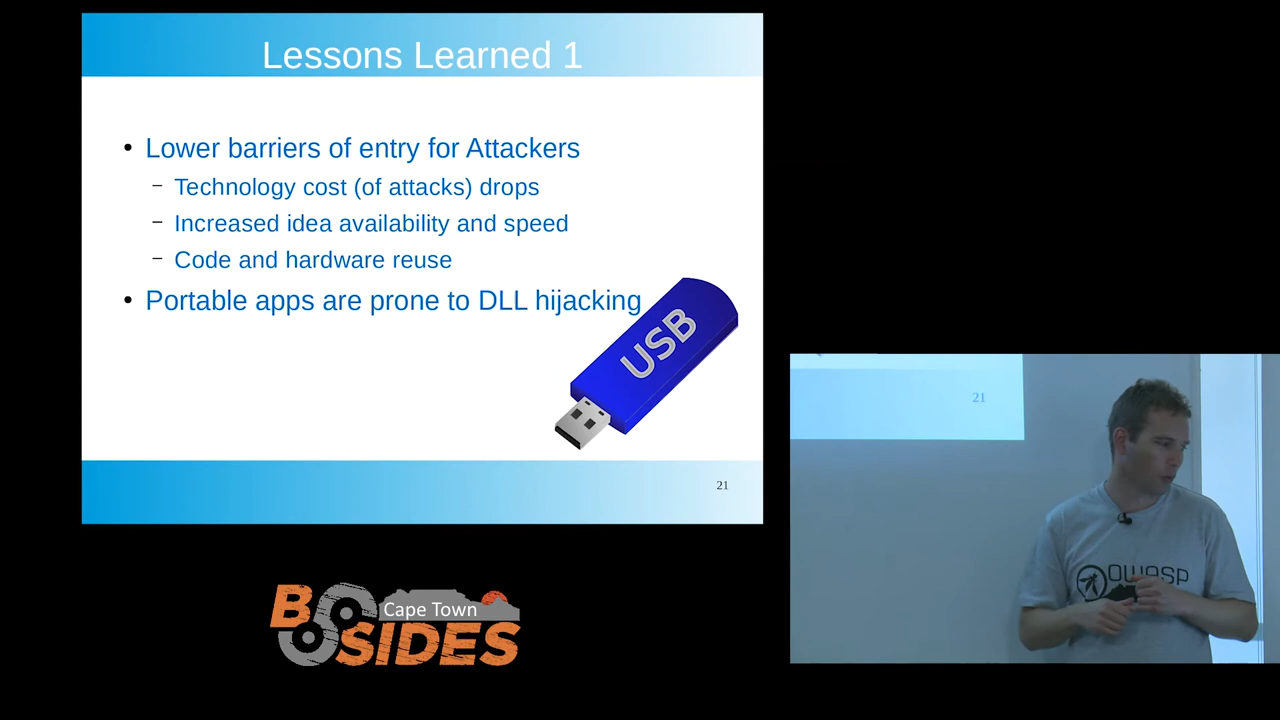 Lessons Learned 1
• Lower barriers of entry for Attackers
– Technology cost (of attacks) drops
– Increased idea availability and speed
– Code and hardware reuse
• Portable apps are prone to DLL hijacking
USB
21
21
OWASP
BSIDES
Cape Town